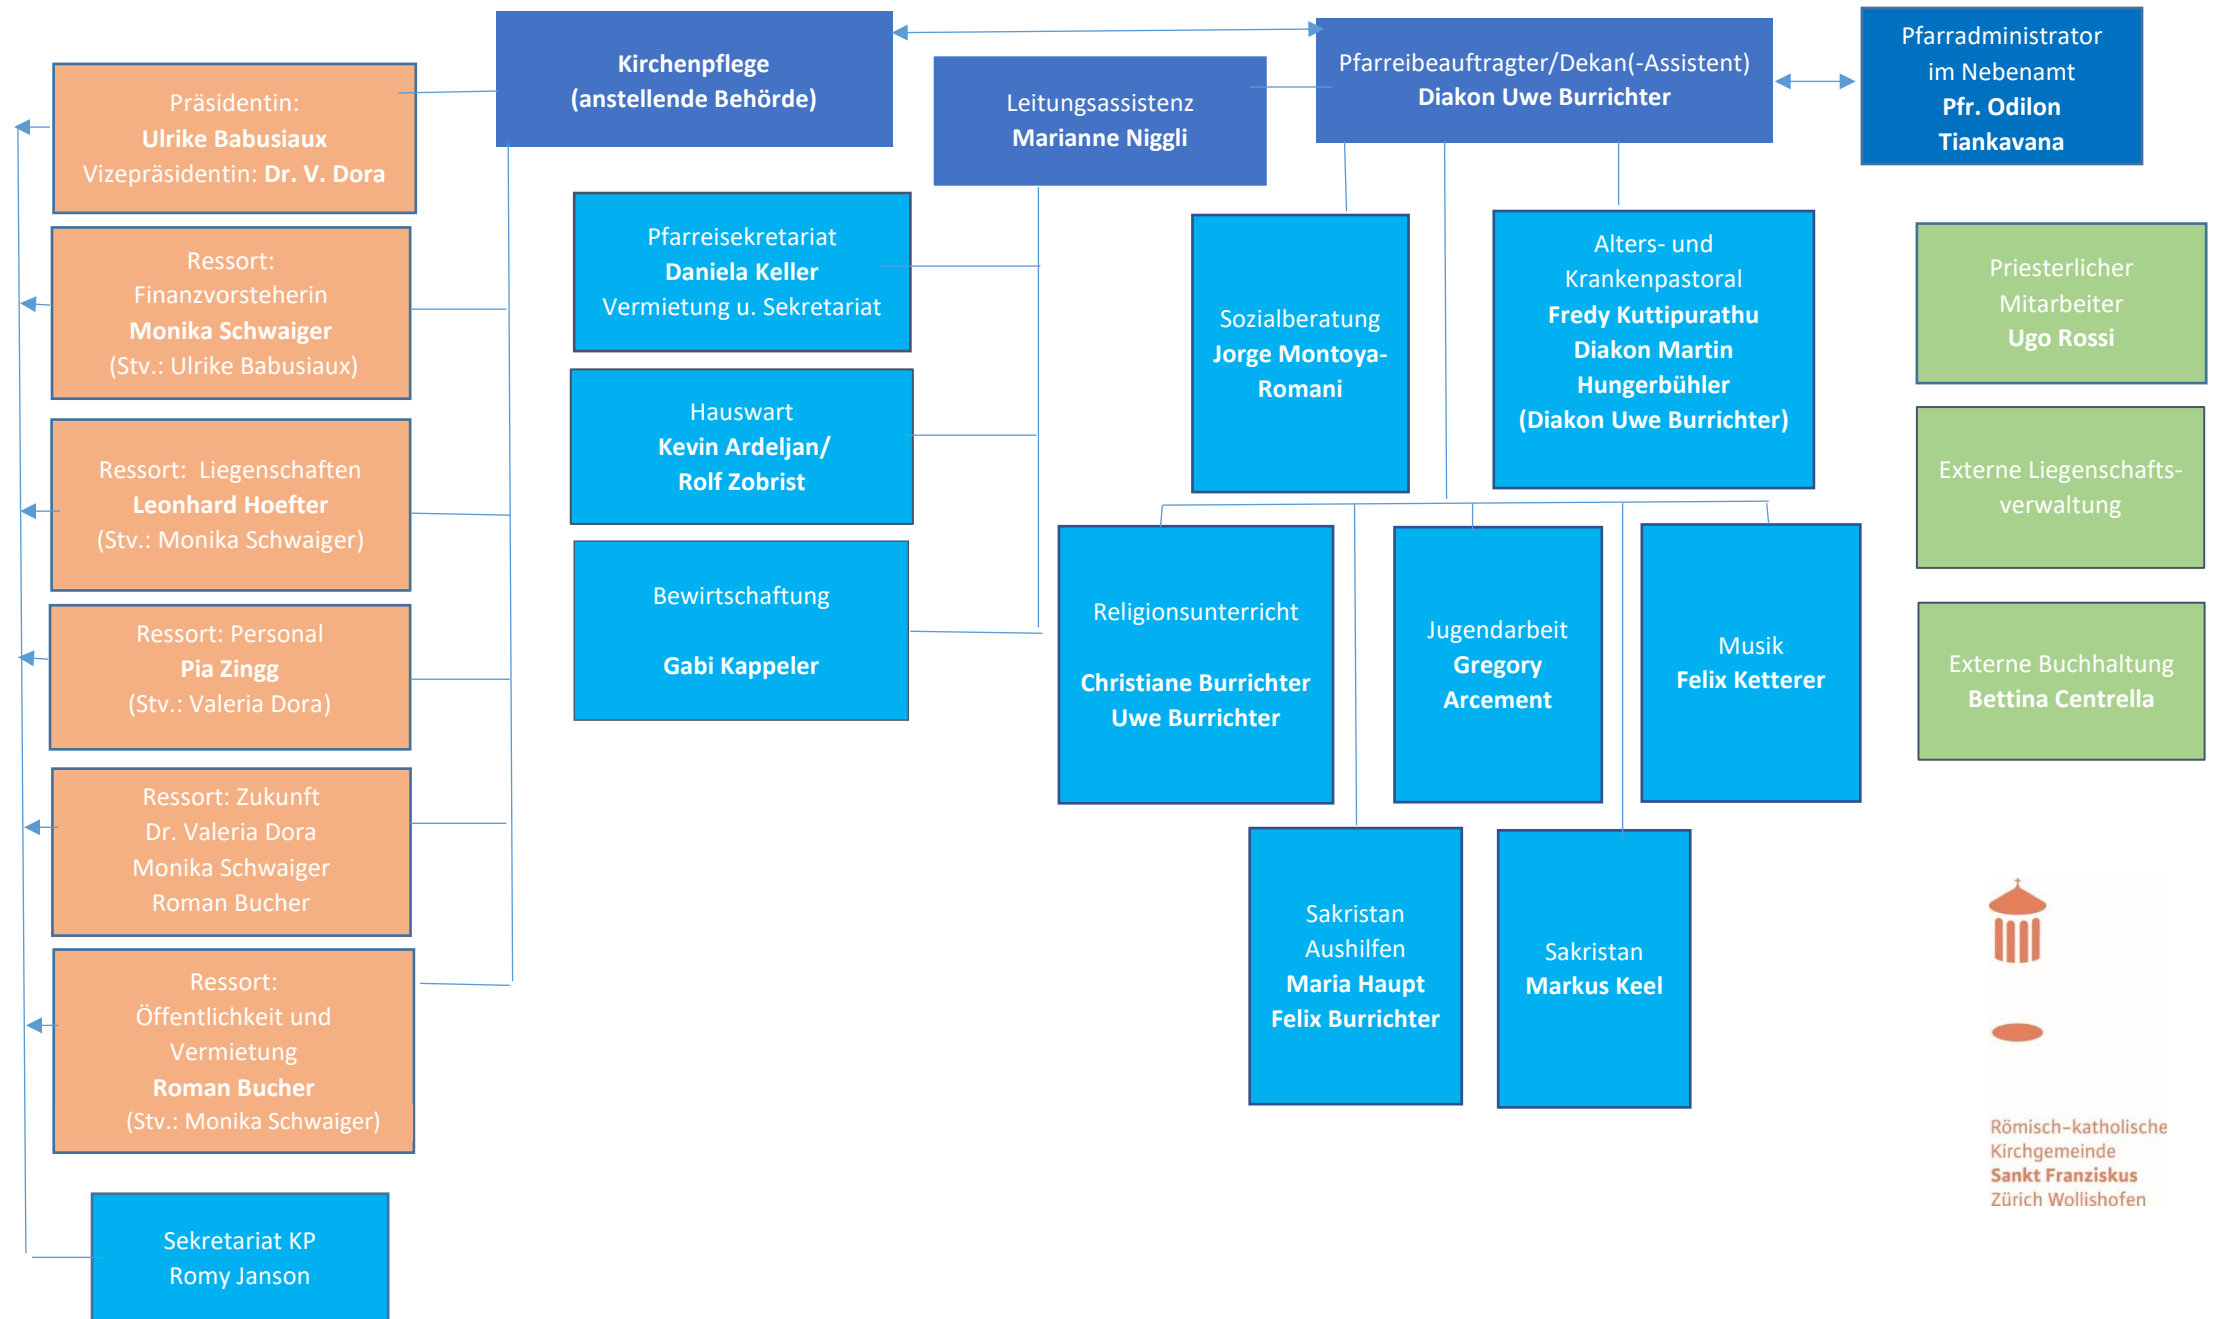 Kirchenpflege
(anstellende Behörde)
Pfarreibeauftragter/Dekan(-Assistent)
Diakon Uwe Burrichter
Pfarradministrator
im Nebenamt
Pfr. Odilon
Tiankavana
Leitungsassistenz
Marianne Niggli
Präsidentin:
Ulrike Babusiaux
Vizepräsidentin: Dr. V. Dora
Ressort:
Finanzvorsteherin
Monika Schwaiger
(Stv.: Ulrike Babusiaux)
Ressort:  Liegenschaften
Leonhard Hoefter
(Stv.: Monika Schwaiger)
Ressort: Personal
Pia Zingg
(Stv.: Valeria Dora)
Ressort: Zukunft
Dr. Valeria Dora
Monika Schwaiger
Roman Bucher
Ressort:
Öffentlichkeit und
Vermietung
Roman Bucher
(Stv.: Monika Schwaiger)
Sekretariat KP
Romy Janson
Pfarreisekretariat
Daniela Keller
Vermietung u. Sekretariat
Hauswart
Kevin Ardeljan/
Rolf Zobrist
Bewirtschaftung
Gabi Kappeler
Sozialberatung
Jorge Montoya-
Romani
Alters- und
Krankenpastoral
Fredy Kuttipurathu
Diakon Martin
Hungerbühler
(Diakon Uwe Burrichter)
Religionsunterricht
Christiane Burrichter
Uwe Burrichter
Jugendarbeit
Gregory
Arcement
Musik
Felix Ketterer
Sakristan
Aushilfen
Maria Haupt
Felix Burrichter
Sakristan
Markus Keel
Priesterlicher
Mitarbeiter
Ugo Rossi
Externe Liegenschafts-
verwaltung
Externe Buchhaltung
Bettina Centrella
Römisch-katholische
Kirchgemeinde
Sankt Franziskus
Zürich Wollishofen